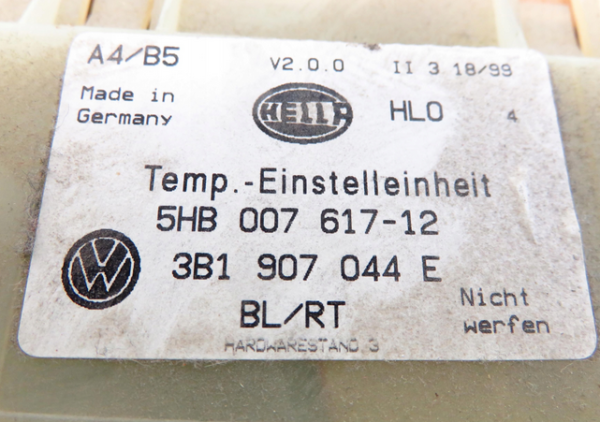 A4/B5 V2.0.0 II 3 18/99
Made in
Germany
HELLA HLO 4
Temp.-Einstelleinheit
5HB 007 617-12
VW 3B1 907 044 E
BL/RT Nicht
werfen
HARDWARESTAND 3